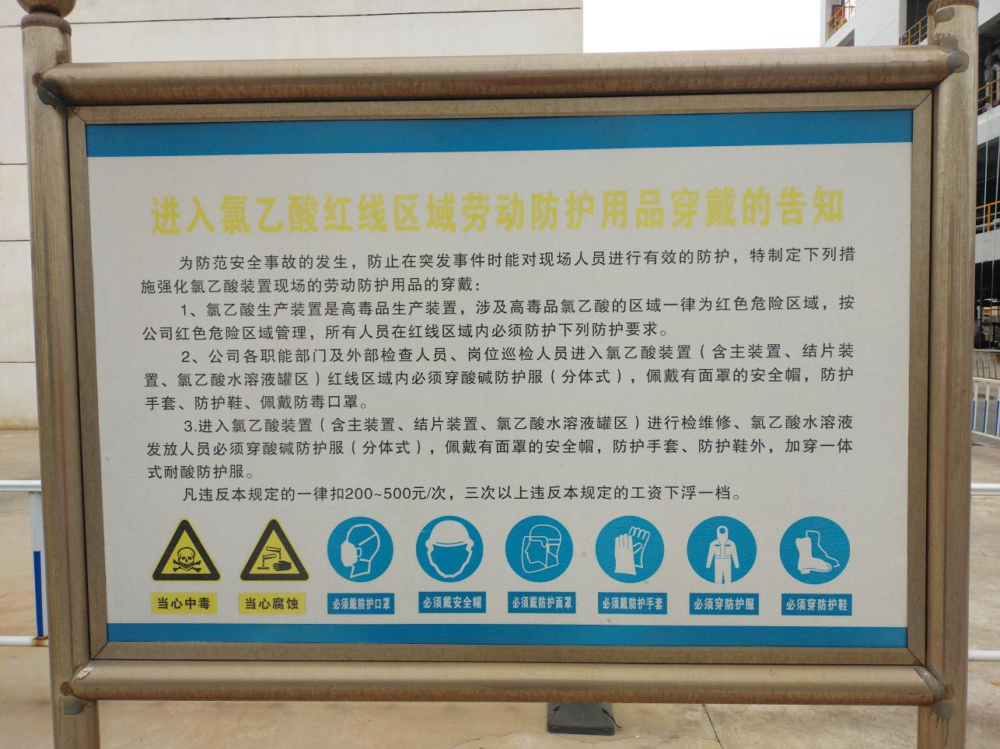 进入氯乙酸红线区域劳动防护用品穿戴的告知
为防范安全事故的发生，防止在突发事件时能对现场人员进行有效的防护，特制定下列措
施强化氯乙酸装置现场的劳动防护用品的穿戴：
1、氯乙酸生产装置是高毒品生产装置，涉及高毒品氯乙酸的区域一律为红色危险区域，按
公司红色危险区域管理，所有人员在红线区域内必须防护下列防护要求。
2、公司各职能部门及外部检查人员、岗位巡检人员进入氯乙酸装置（含主装置、结片装
置、氯乙酸水溶液罐区）红线区域内必须穿酸碱防护服（分体式），佩戴有面罩的安全帽，防护
手套、防护鞋、佩戴防毒口罩。
3.进入氯乙酸装置（含主装置、结片装置、氯乙酸水溶液罐区）进行检维修、氯乙酸水溶液
发放人员必须穿酸碱防护服（分体式），佩戴有面罩的安全帽，防护手套、防护鞋外，加穿一体
式耐酸防护服。
凡违反本规定的一律扣200~500元/次，三次以上违反本规定的工资下浮一档。
当心中毒 当心腐蚀 必须戴防护口罩 必须戴安全帽 必须戴防护面罩 必须戴防护手套 必须穿防护服 必须穿防护鞋